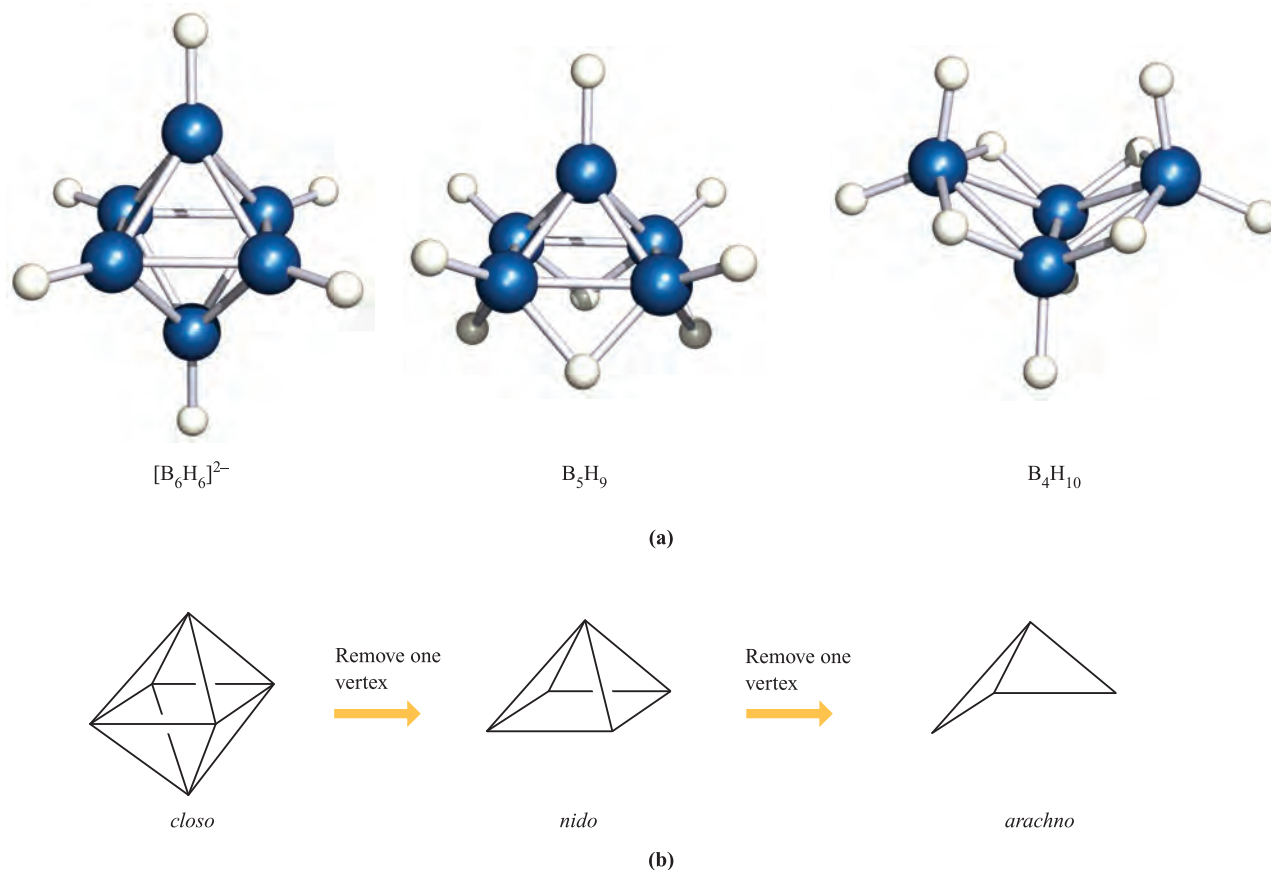 [B₆H₆]²⁻
B₅H₉
B₄H₁₀
(a)
Remove one
vertex
Remove one
vertex
closo
nido
arachno
(b)